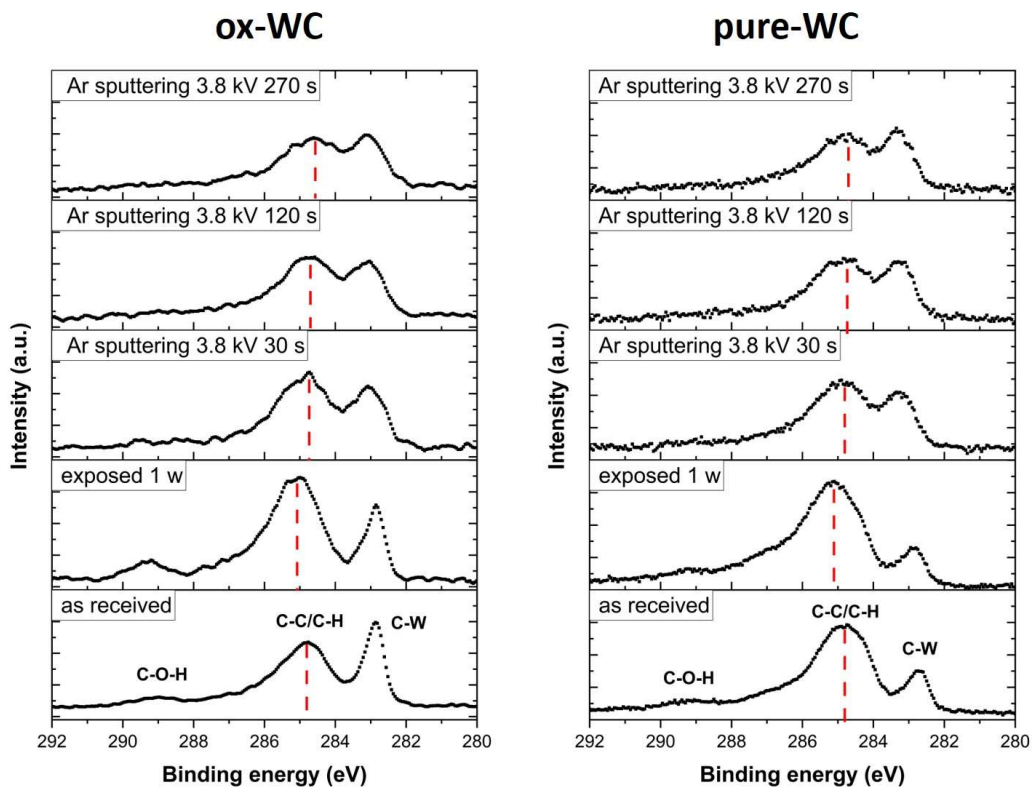 ox-WC
pure-WC
Ar sputtering 3.8 kV 270 s
Ar sputtering 3.8 kV 120 s
Ar sputtering 3.8 kV 30 s
exposed 1 w
as received
C-O-H
C-C/C-H
C-W
292 290 288 286 284 282 280
Binding energy (eV)
Intensity (a.u.)
Ar sputtering 3.8 kV 270 s
Ar sputtering 3.8 kV 120 s
Ar sputtering 3.8 kV 30 s
exposed 1 w
as received
C-O-H
C-C/C-H
C-W
292 290 288 286 284 282 280
Binding energy (eV)
Intensity (a.u.)